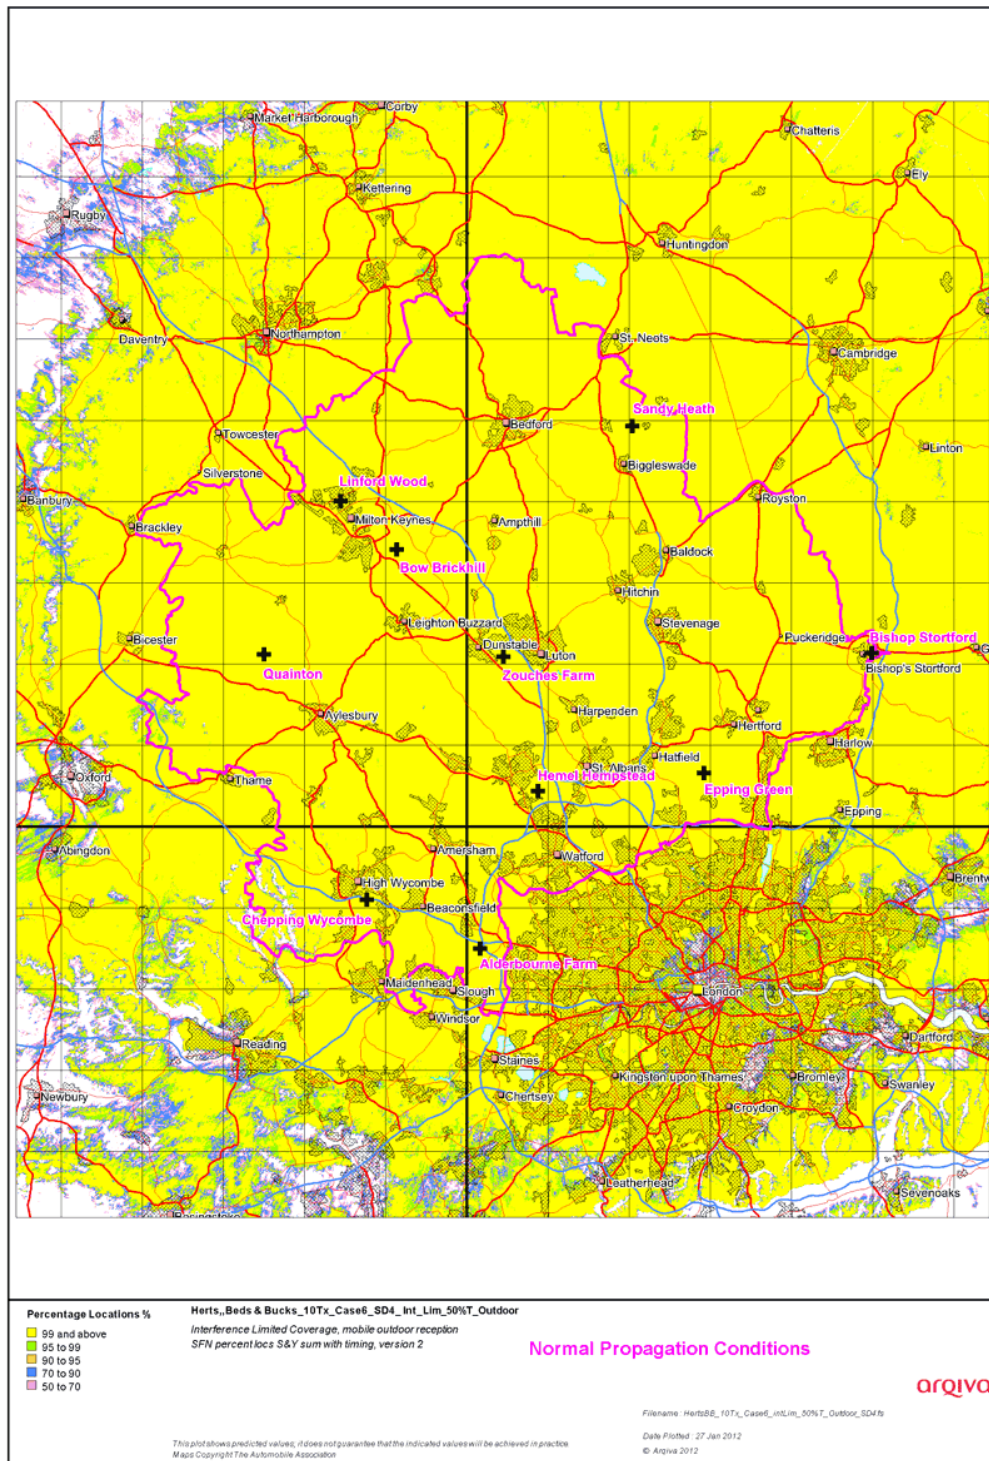 Corby
Market Harborough
Chatteris
Ely
Kettering
Rugby
Huntingdon
Daventry
Northampton
St. Neots
Cambridge
Sandy Heath
Bedford
Towcester
Linton
Biggleswade
Silverstone
Linford Wood
Banbury
Royston
Milton Keynes
Ampthill
Brackley
Baldock
Bow Brickhill
Hitchin
Leighton Buzzard
Stevenage
Bicester
Dunstable
Puckeridge
Bishop Stortford
Luton
G
Quainton
Zouches Farm
Bishop's Stortford
Aylesbury
Harpenden
Hertford
Harlow
Hatfield
St. Albans
Oxford
Thame
Hemel Hempstead
Epping Green
Epping
Abingdon
Amersham
Watford
High Wycombe
Brentw
Beaconsfield
Chepping Wycombe
Alderbourne Farm
Maidenhead
Slough
London
Windsor
Reading
Dartford
Staines
Kingston upon Thames
Bromley
Swanley
Newbury
Chertsey
Croydon
Leatherhead
Sevenoaks
Basingstoke
Percentage Locations %
99 and above
95 to 99
90 to 95
70 to 90
50 to 70
Herts,,Beds & Bucks_10Tx_Case6_SD4_Int_Lim_50%T_Outdoor
Interference Limited Coverage, mobile outdoor reception
SFN percent locs S&Y sum with timing, version 2
Normal Propagation Conditions
arqiva
Filename : HertsBB_10Tx_Case6_intLim_50%T_Outdoor_SD4.fs
Date Plotted : 27 Jan 2012
© Arqiva 2012
This plot shows predicted values; it does not guarantee that the indicated values will be achieved in practice.
Maps Copyright The Automobile Association